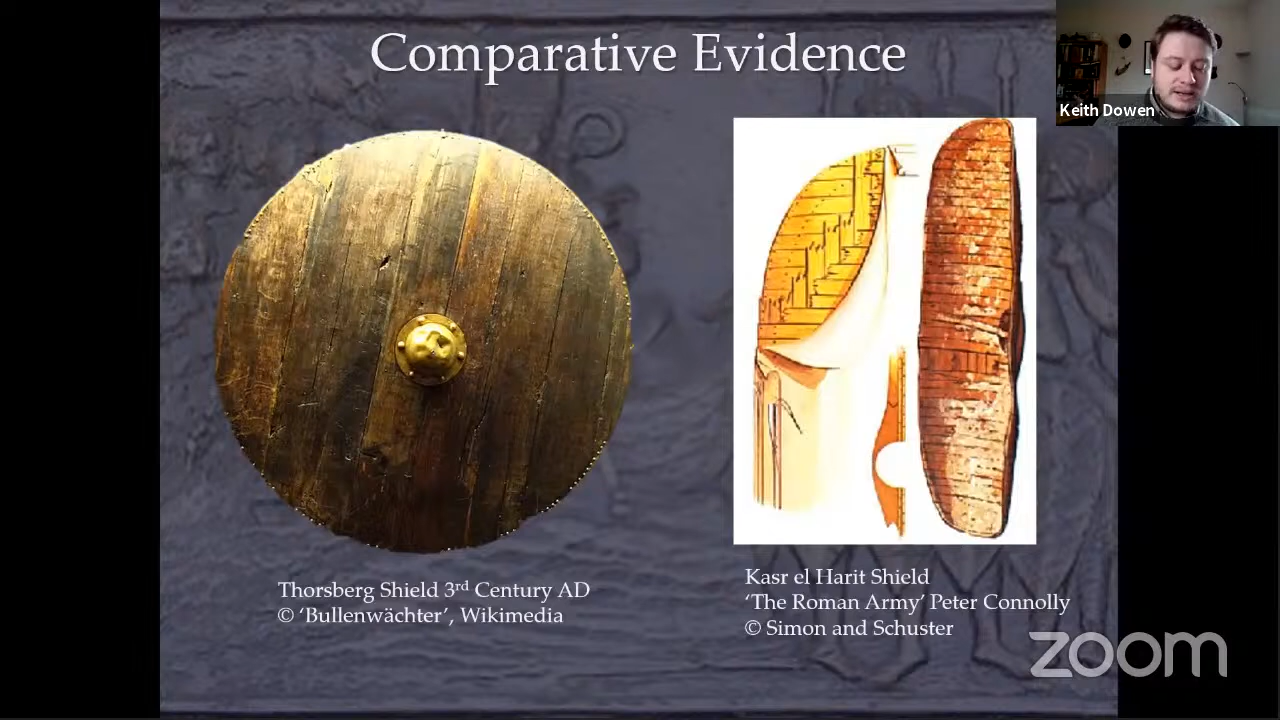 Comparative Evidence
Keith Dowen
Thorsberg Shield 3rd Century AD
© ‘Bullenwächter’, Wikimedia
Kasr el Harit Shield
‘The Roman Army’ Peter Connolly
© Simon and Schuster
zoom